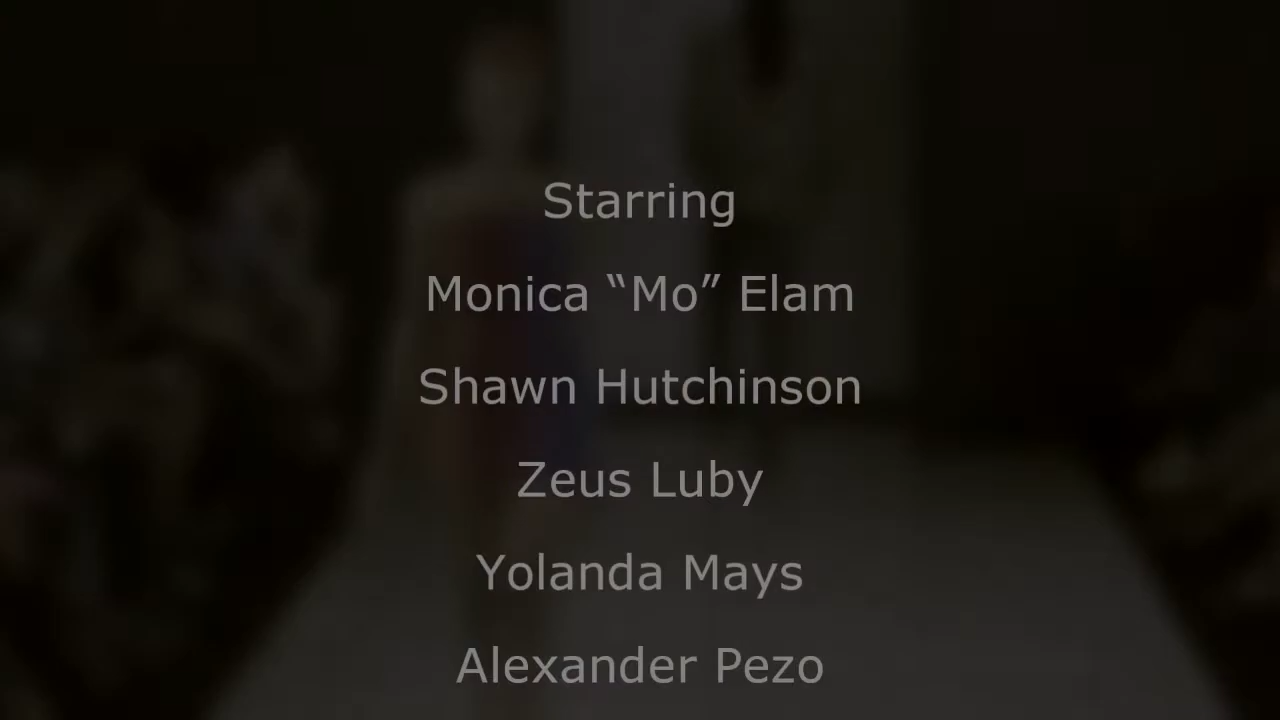 Starring
Monica “Mo” Elam
Shawn Hutchinson
Zeus Luby
Yolanda Mays
Alexander Pezo